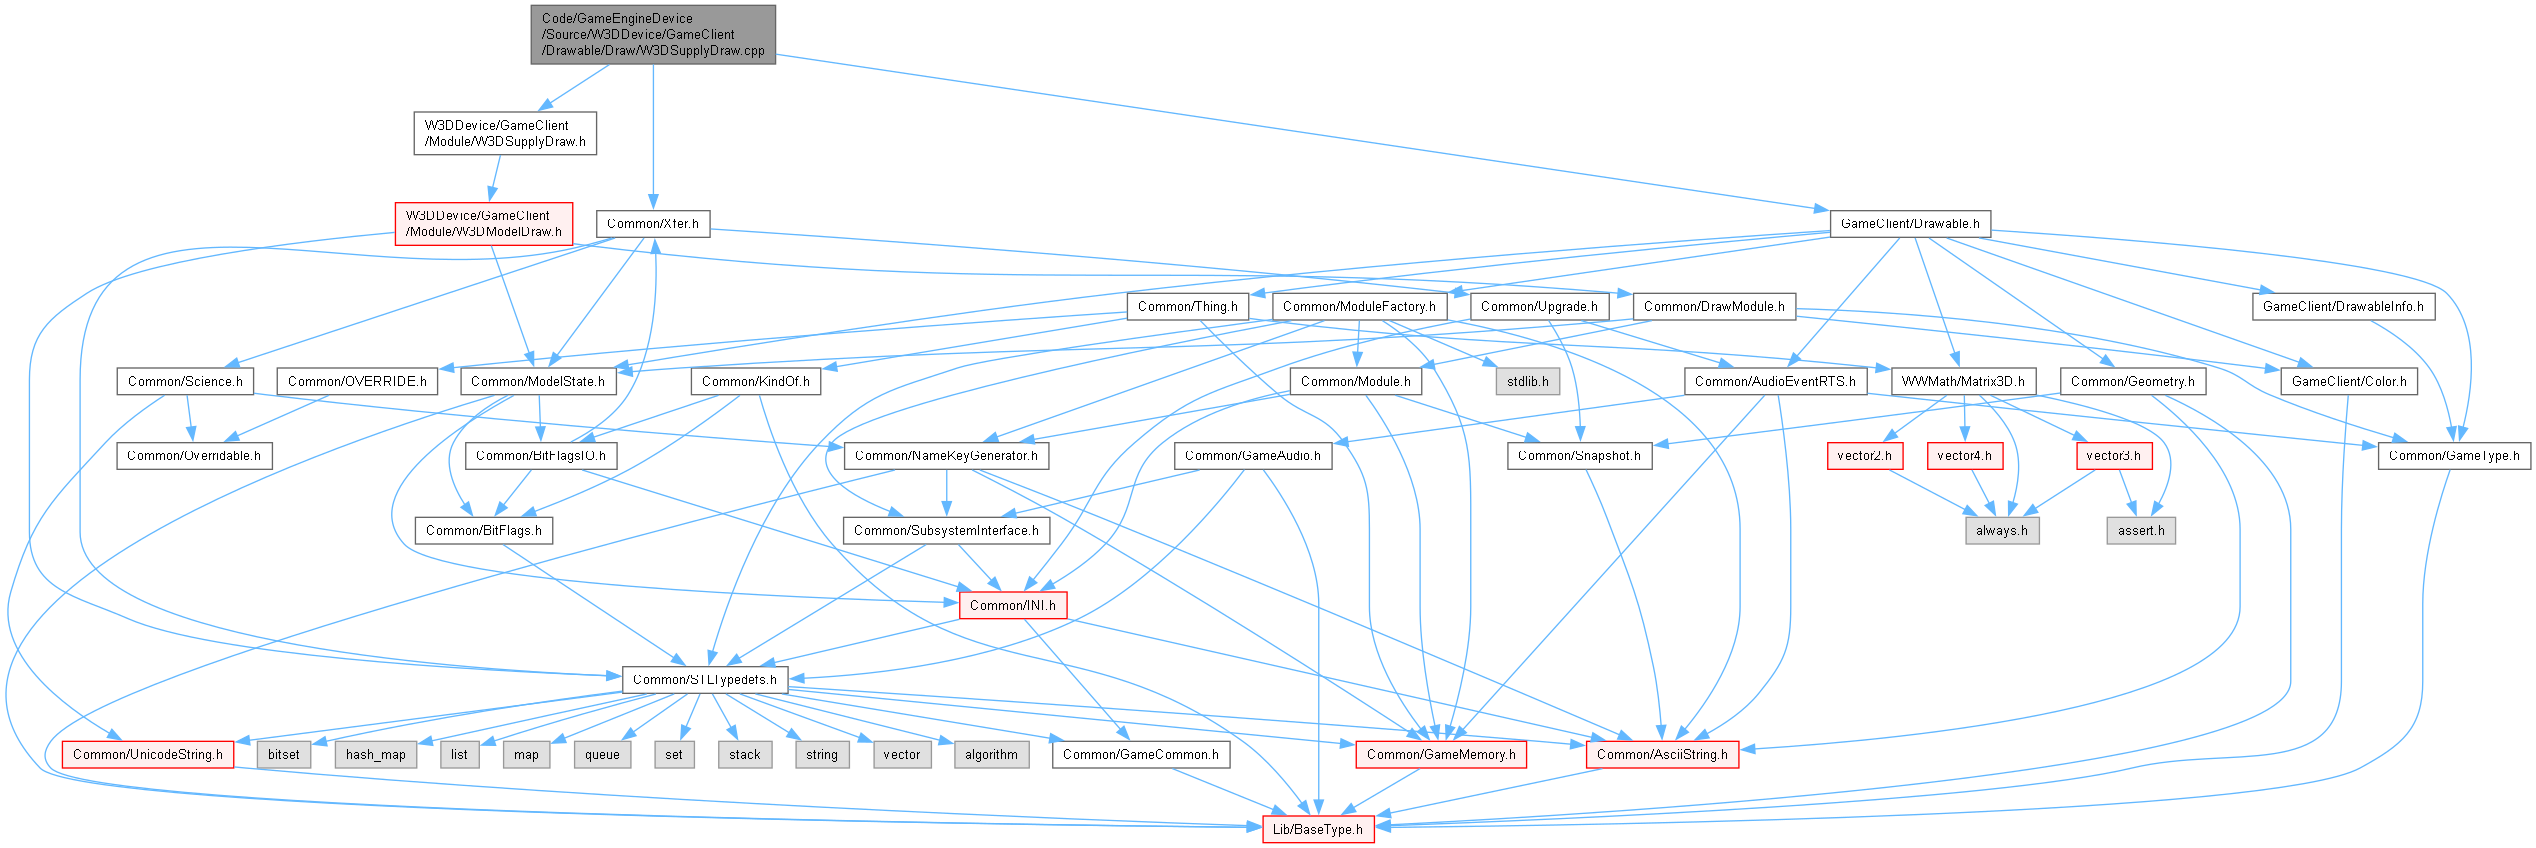 Code/GameEngineDevice
/Source/W3DDevice/GameClient
/Drawable/Draw/W3DSupplyDraw.cpp
W3DDevice/GameClient
/Module/W3DSupplyDraw.h
W3DDevice/GameClient
/Module/W3DModelDraw.h
Common/Xfer.h
GameClient/Drawable.h
Common/Thing.h
Common/ModuleFactory.h
Common/Upgrade.h
Common/DrawModule.h
GameClient/DrawableInfo.h
Common/Science.h
Common/OVERRIDE.h
Common/ModelState.h
Common/KindOf.h
Common/Module.h
stdlib.h
Common/AudioEventRTS.h
WWMath/Matrix3D.h
Common/Geometry.h
GameClient/Color.h
Common/Overridable.h
Common/BitFlagsIO.h
Common/NameKeyGenerator.h
Common/GameAudio.h
Common/Snapshot.h
vector2.h
vector4.h
vector3.h
Common/GameType.h
Common/BitFlags.h
Common/SubsystemInterface.h
always.h
assert.h
Common/INI.h
Common/STLTypedefs.h
Common/UnicodeString.h
bitset
hash_map
list
map
queue
set
stack
string
vector
algorithm
Common/GameCommon.h
Common/GameMemory.h
Common/AsciiString.h
Lib/BaseType.h